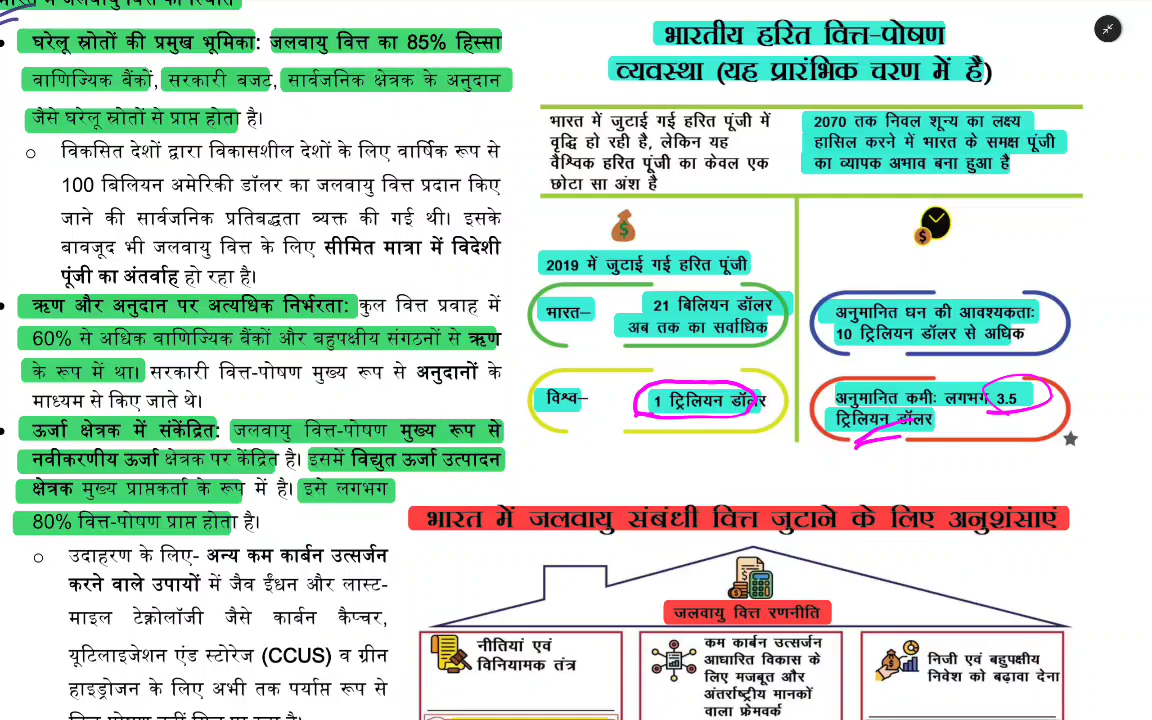 भारत में जलवायु वित्त की स्थिति
• घरेलू स्रोतों की प्रमुख भूमिका: जलवायु वित्त का 85% हिस्सा
वाणिज्यिक बैंकों, सरकारी बजट, सार्वजनिक क्षेत्रक के अनुदान
जैसे घरेलू स्रोतों से प्राप्त होता है।
o विकसित देशों द्वारा विकासशील देशों के लिए वार्षिक रूप से
100 बिलियन अमेरिकी डॉलर का जलवायु वित्त प्रदान किए
जाने की सार्वजनिक प्रतिबद्धता व्यक्त की गई थी। इसके
बावजूद भी जलवायु वित्त के लिए सीमित मात्रा में विदेशी
पूंजी का अंतर्वाह हो रहा है।
• ऋण और अनुदान पर अत्यधिक निर्भरता: कुल वित्त प्रवाह में
60% से अधिक वाणिज्यिक बैंकों और बहुपक्षीय संगठनों से ऋण
के रूप में था। सरकारी वित्त-पोषण मुख्य रूप से अनुदानों के
माध्यम से किए जाते थे।
• ऊर्जा क्षेत्रक में संकेंद्रित: जलवायु वित्त-पोषण मुख्य रूप से
नवीकरणीय ऊर्जा क्षेत्रक पर केंद्रित है। इसमें विद्युत ऊर्जा उत्पादन
क्षेत्रक मुख्य प्राप्तकर्ता के रूप में है। इसे लगभग
80% वित्त-पोषण प्राप्त होता है।
o उदाहरण के लिए- अन्य कम कार्बन उत्सर्जन
करने वाले उपायों में जैव ईंधन और लास्ट-
माइल टेक्नोलॉजी जैसे कार्बन कैप्चर,
यूटिलाइजेशन एंड स्टोरेज (CCUS) व ग्रीन
हाइड्रोजन के लिए अभी तक पर्याप्त रूप से
भारतीय हरित वित्त-पोषण
व्यवस्था (यह प्रारंभिक चरण में है)
भारत में जुटाई गई हरित पूंजी में
वृद्धि हो रही है, लेकिन यह
वैश्विक हरित पूंजी का केवल एक
छोटा सा अंश है
2070 तक निवल शून्य का लक्ष्य
हासिल करने में भारत के समक्ष पूंजी
का व्यापक अभाव बना हुआ है
2019 में जुटाई गई हरित पूंजी
भारत– 21 बिलियन डॉलर
अब तक का सर्वाधिक
विश्व– 1 ट्रिलियन डॉलर
अनुमानित धन की आवश्यकताः
10 ट्रिलियन डॉलर से अधिक
अनुमानित कमीः लगभग 3.5
ट्रिलियन डॉलर
भारत में जलवायु संबंधी वित्त जुटाने के लिए अनुशंसाएं
जलवायु वित्त रणनीति
नीतियां एवं
विनियामक तंत्र
कम कार्बन उत्सर्जन
आधारित विकास के
लिए मजबूत और
अंतर्राष्ट्रीय मानकों
वाला फ्रेमवर्क
निजी एवं बहुपक्षीय
निवेश को बढ़ावा देना